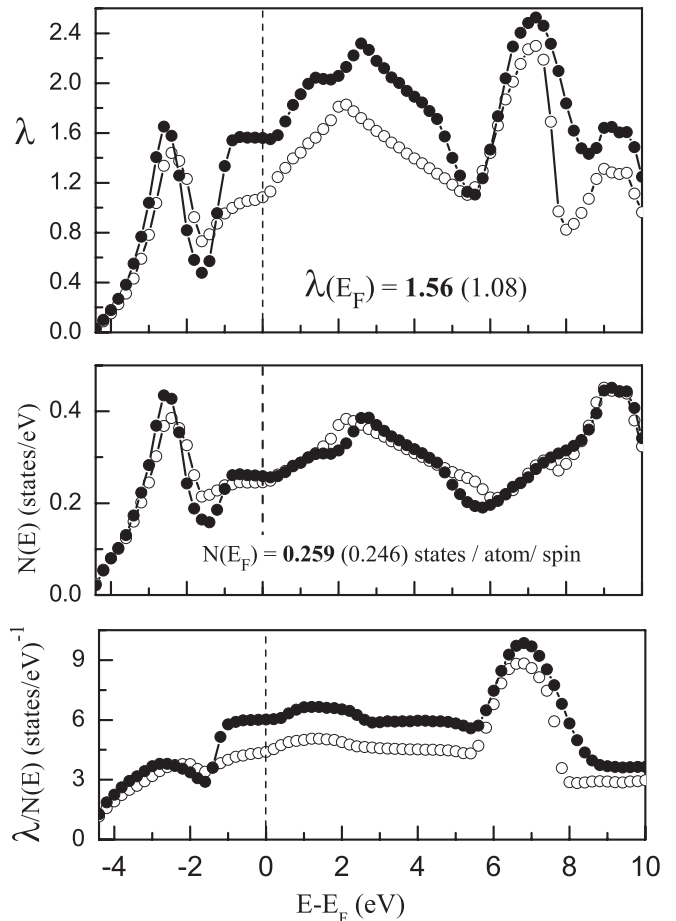 2.4
2.0
1.6
λ
1.2
0.8
0.4
0.0
λ(E_F) = 1.56 (1.08)
N(E) (states/eV)
0.4
0.2
0.0
N(E_F) = 0.259 (0.246) states / atom/ spin
λ/N(E) (states/eV)^-1
9
6
3
0
-4 -2 0 2 4 6 8 10
E-E_F (eV)